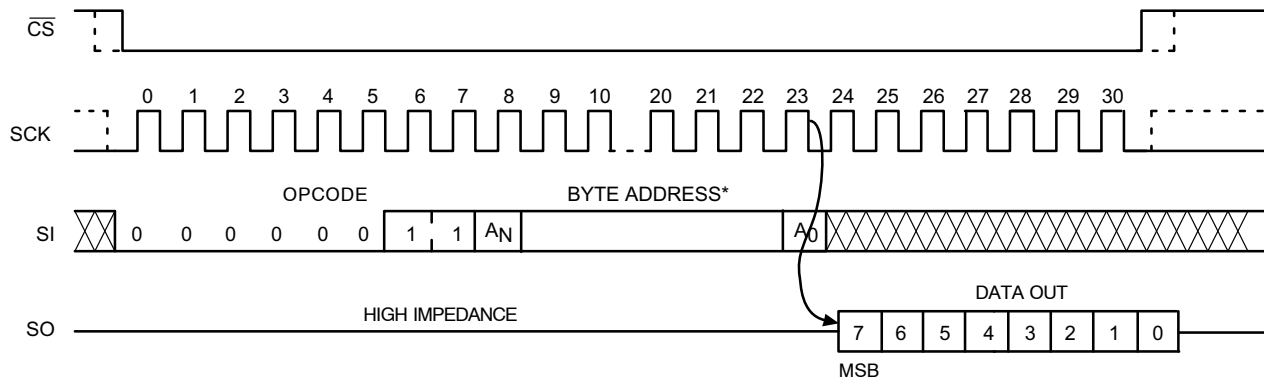 CS
0 1 2 3 4 5 6 7 8 9 10 20 21 22 23 24 25 26 27 28 29 30
SCK
OPCODE BYTE ADDRESS*
SI 0 0 0 0 0 0 1 1 AN A0
DATA OUT
HIGH IMPEDANCE
SO 7 6 5 4 3 2 1 0
MSB